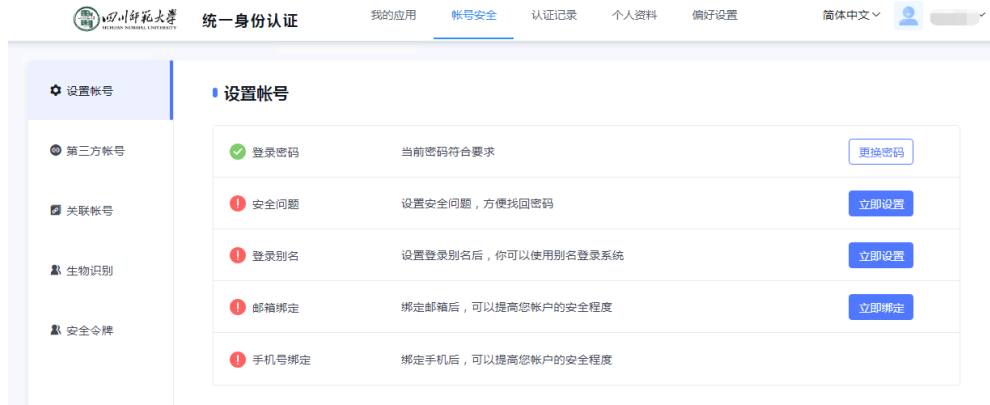 四川师范大学 统一身份认证 我的应用 帐号安全 认证记录 个人资料 偏好设置 简体中文
SICHUAN NORMAL UNIVERSITY
设置帐号
第三方帐号
关联帐号
生物识别
安全令牌
设置帐号
登录密码 当前密码符合要求 更换密码
安全问题 设置安全问题，方便找回密码 立即设置
登录别名 设置登录别名后，你可以使用别名登录系统 立即设置
邮箱绑定 绑定邮箱后，可以提高您帐户的安全程度 立即绑定
手机号绑定 绑定手机后，可以提高您帐户的安全程度